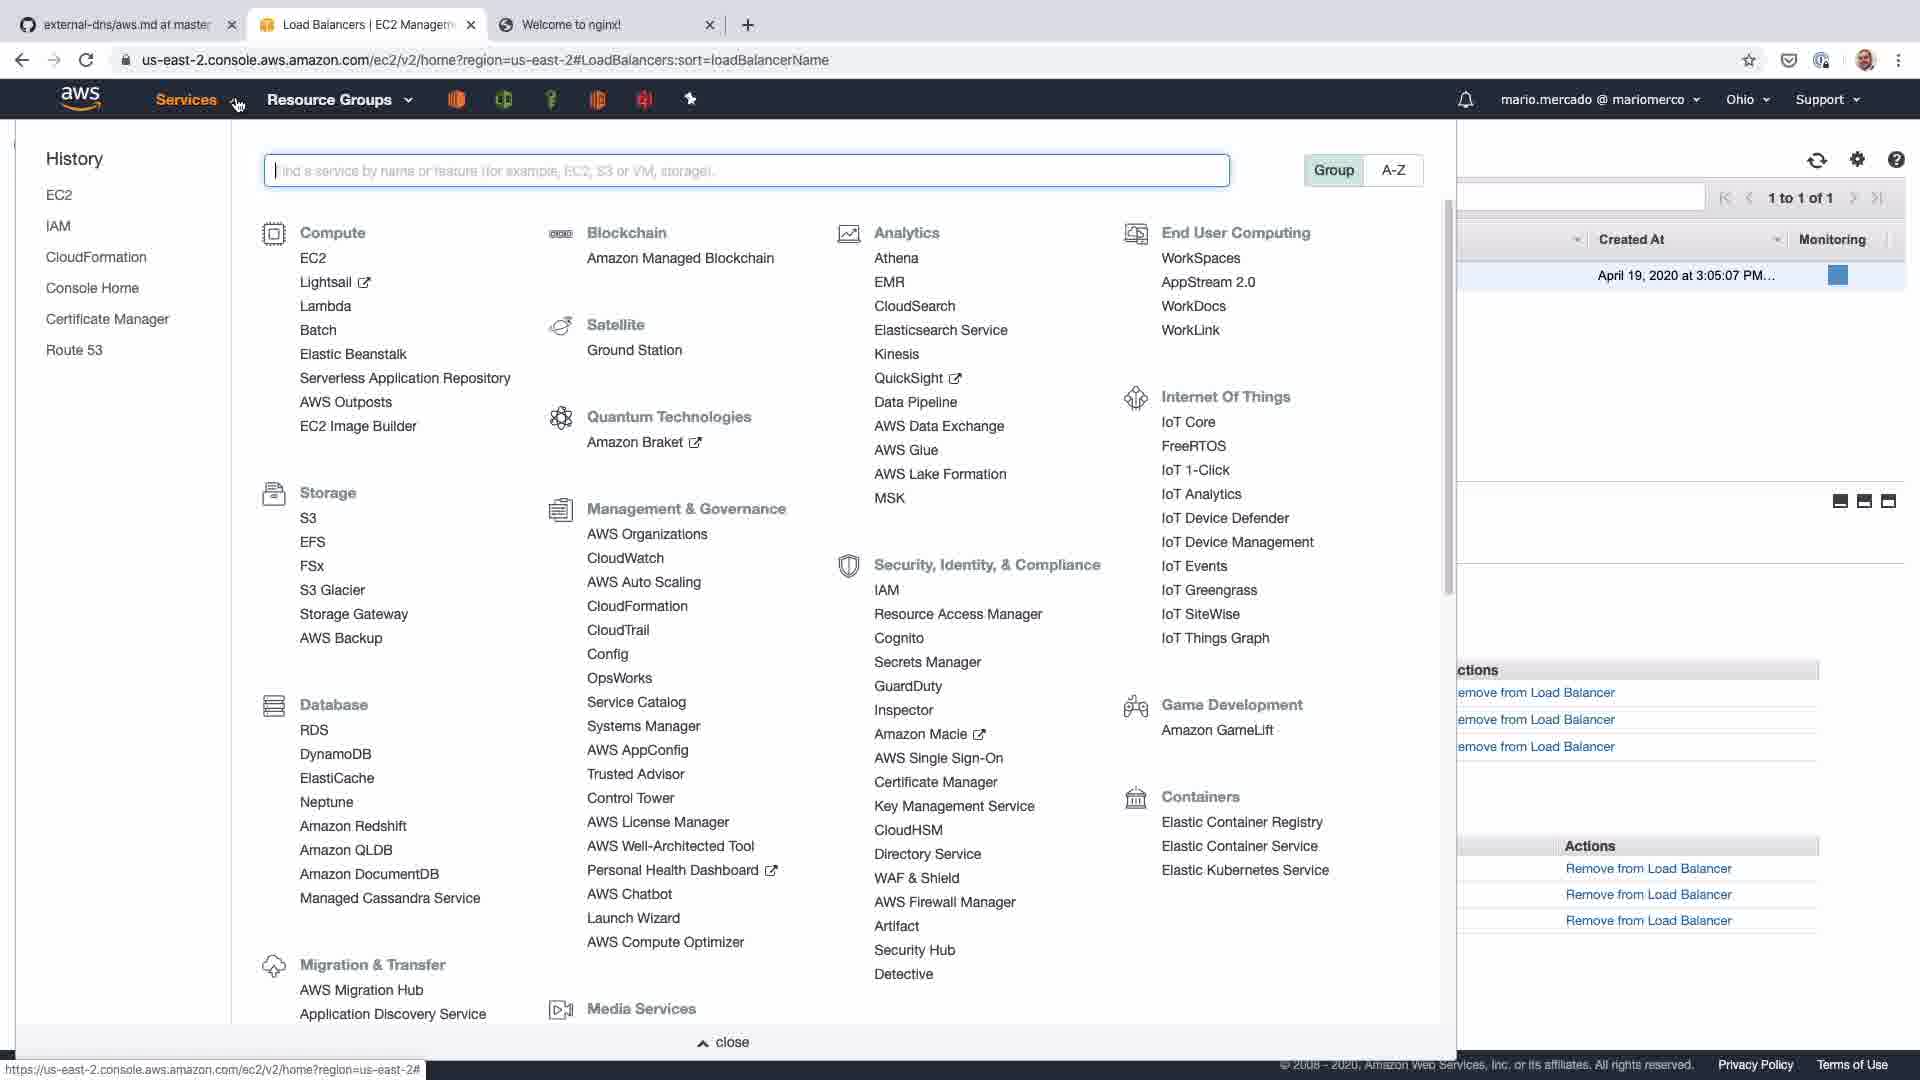 external-dns/aws.md at master
Load Balancers | EC2 Managem
Welcome to nginx!
us-east-2.console.aws.amazon.com/ec2/v2/home?region=us-east-2#LoadBalancers:sort=loadBalancerName
aws
Services
Resource Groups
mario.mercado @ mariomerco
Ohio
Support
History
EC2
IAM
CloudFormation
Console Home
Certificate Manager
Route 53
Find a service by name or feature (for example, EC2, S3 or VM, storage).
Group
A-Z
Compute
EC2
Lightsail
Lambda
Batch
Elastic Beanstalk
Serverless Application Repository
AWS Outposts
EC2 Image Builder
Storage
S3
EFS
FSx
S3 Glacier
Storage Gateway
AWS Backup
Database
RDS
DynamoDB
ElastiCache
Neptune
Amazon Redshift
Amazon QLDB
Amazon DocumentDB
Managed Cassandra Service
Migration & Transfer
AWS Migration Hub
Application Discovery Service
Blockchain
Amazon Managed Blockchain
Satellite
Ground Station
Quantum Technologies
Amazon Braket
Management & Governance
AWS Organizations
CloudWatch
AWS Auto Scaling
CloudFormation
CloudTrail
Config
OpsWorks
Service Catalog
Systems Manager
AWS AppConfig
Trusted Advisor
Control Tower
AWS License Manager
AWS Well-Architected Tool
Personal Health Dashboard
AWS Chatbot
Launch Wizard
AWS Compute Optimizer
Media Services
Analytics
Athena
EMR
CloudSearch
Elasticsearch Service
Kinesis
QuickSight
Data Pipeline
AWS Data Exchange
AWS Glue
AWS Lake Formation
MSK
Security, Identity, & Compliance
IAM
Resource Access Manager
Cognito
Secrets Manager
GuardDuty
Inspector
Amazon Macie
AWS Single Sign-On
Certificate Manager
Key Management Service
CloudHSM
Directory Service
WAF & Shield
AWS Firewall Manager
Artifact
Security Hub
Detective
End User Computing
WorkSpaces
AppStream 2.0
WorkDocs
WorkLink
Internet Of Things
IoT Core
FreeRTOS
IoT 1-Click
IoT Analytics
IoT Device Defender
IoT Device Management
IoT Events
IoT Greengrass
IoT SiteWise
IoT Things Graph
Game Development
Amazon GameLift
Containers
Elastic Container Registry
Elastic Container Service
Elastic Kubernetes Service
close
1 to 1 of 1
Created At
Monitoring
April 19, 2020 at 3:05:07 PM...
ctions
emove from Load Balancer
emove from Load Balancer
emove from Load Balancer
Actions
Remove from Load Balancer
Remove from Load Balancer
Remove from Load Balancer
https://us-east-2.console.aws.amazon.com/ec2/v2/home?region=us-east-2#
© 2008 - 2020, Amazon Web Services, Inc. or its affiliates. All rights reserved.
Privacy Policy
Terms of Use